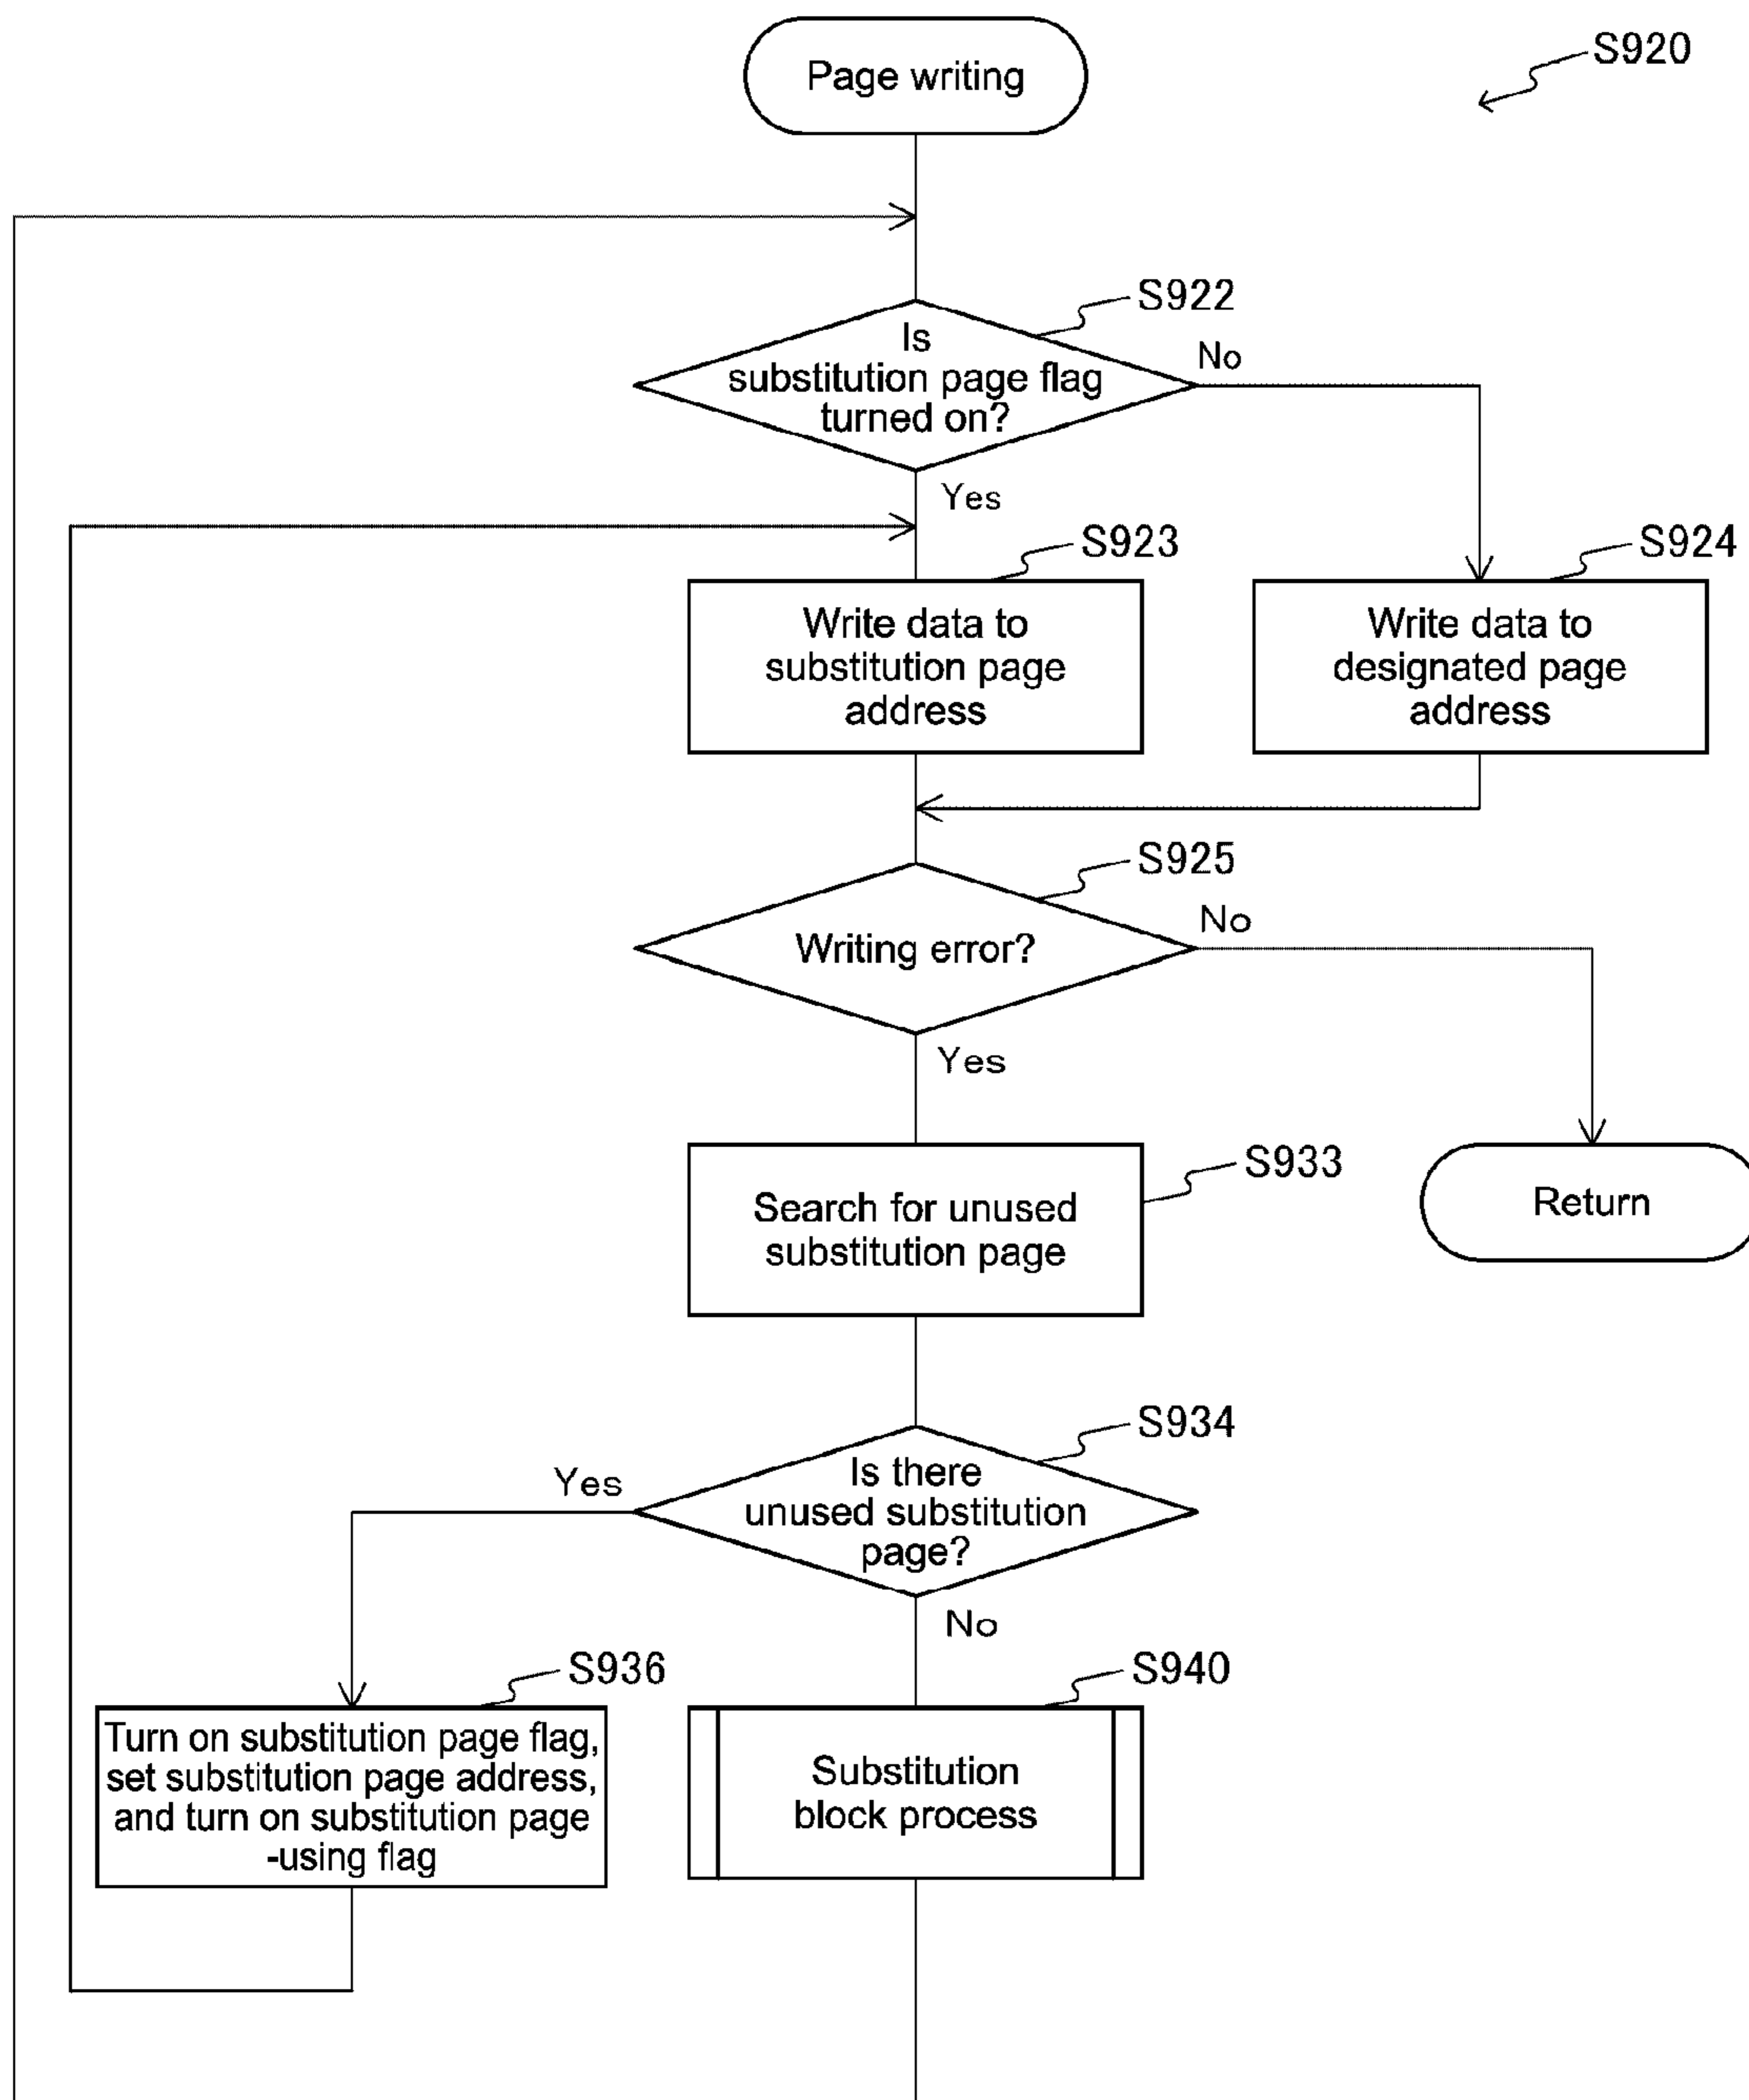 Page writing
S920
S922
Is
substitution page flag
turned on?
No
Yes
S923
S924
Write data to
substitution page
address
Write data to
designated page
address
S925
Writing error?
No
Yes
S933
Search for unused
substitution page
Return
S934
Is there
unused substitution
page?
Yes
No
S936
S940
Turn on substitution page flag,
set substitution page address,
and turn on substitution page
-using flag
Substitution
block process